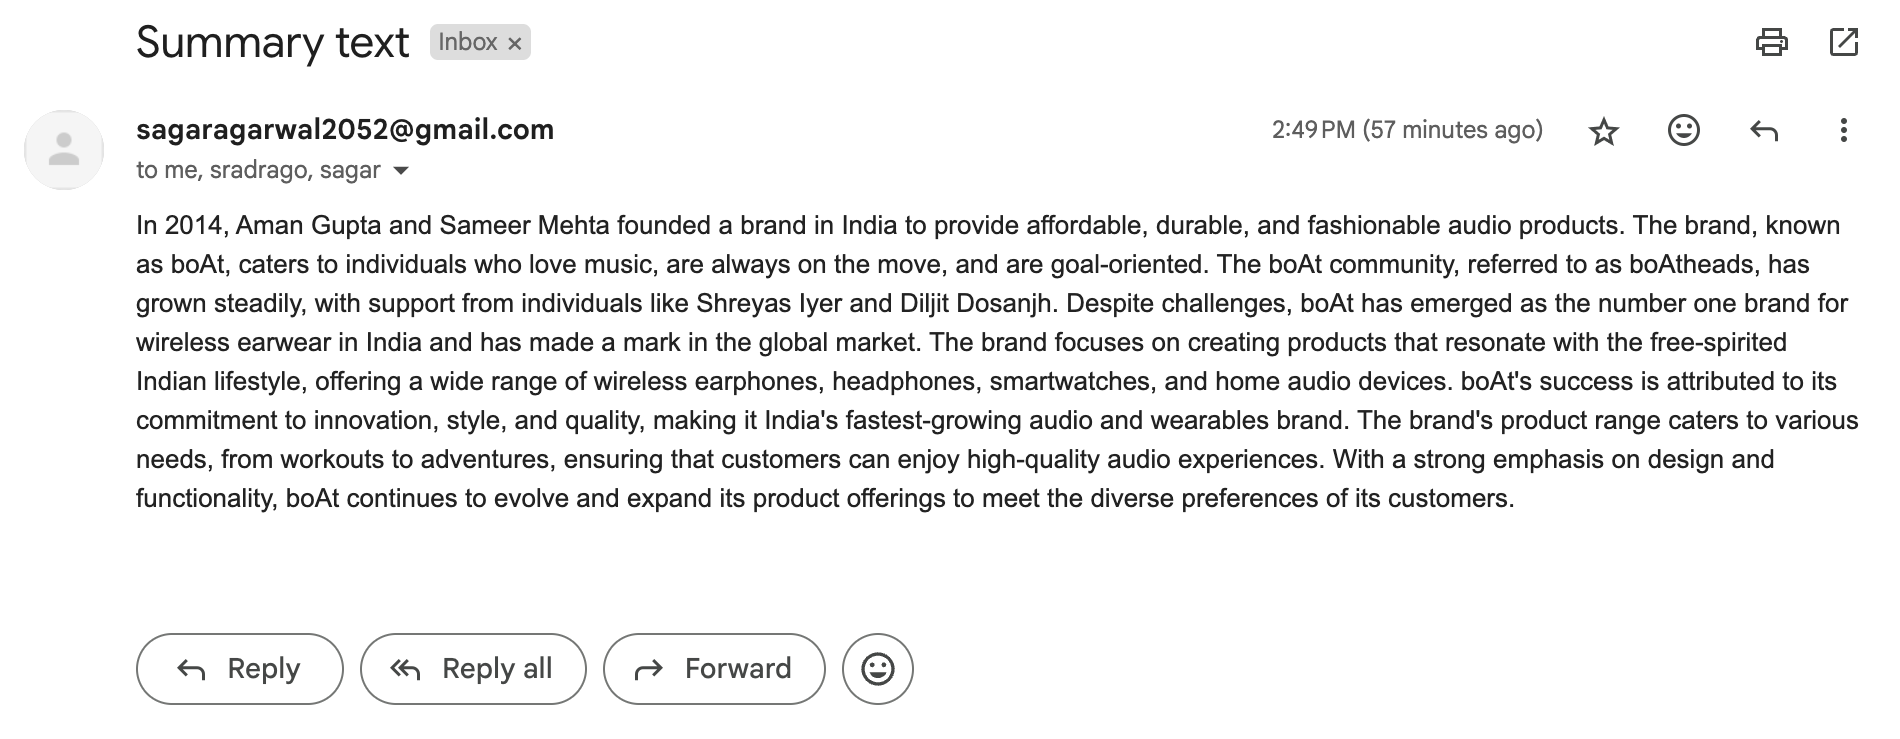 Summary text
Inbox ×
sagaragarwal2052@gmail.com
2:49 PM (57 minutes ago)
to me, sradrago, sagar
In 2014, Aman Gupta and Sameer Mehta founded a brand in India to provide affordable, durable, and fashionable audio products. The brand, known
as boAt, caters to individuals who love music, are always on the move, and are goal-oriented. The boAt community, referred to as boAtheads, has
grown steadily, with support from individuals like Shreyas Iyer and Diljit Dosanjh. Despite challenges, boAt has emerged as the number one brand for
wireless earwear in India and has made a mark in the global market. The brand focuses on creating products that resonate with the free-spirited
Indian lifestyle, offering a wide range of wireless earphones, headphones, smartwatches, and home audio devices. boAt's success is attributed to its
commitment to innovation, style, and quality, making it India's fastest-growing audio and wearables brand. The brand's product range caters to various
needs, from workouts to adventures, ensuring that customers can enjoy high-quality audio experiences. With a strong emphasis on design and
functionality, boAt continues to evolve and expand its product offerings to meet the diverse preferences of its customers.
Reply
Reply all
Forward